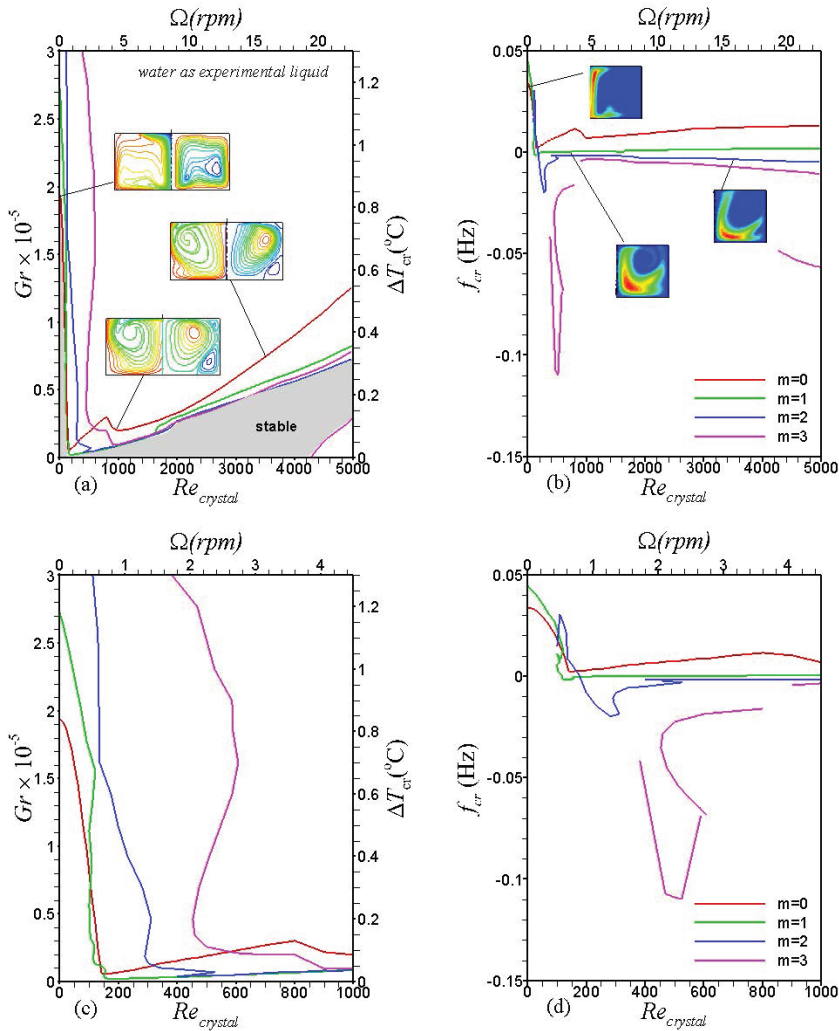 Ω(rpm)
0 5 10 15 20
3
2.5
2
1.5
1
0.5
0
Gr × 10⁻⁵
water as experimental liquid
stable
1.2
1
0.8
0.6
0.4
0.2
0
ΔT_cr(°C)
0 1000 2000 3000 4000 5000
(a)
Re_crystal
Ω(rpm)
0 5 10 15 20
0.05
0
-0.05
-0.1
-0.15
f_cr (Hz)
m=0
m=1
m=2
m=3
0 1000 2000 3000 4000 5000
(b)
Re_crystal
Ω(rpm)
0 1 2 3 4
3
2.5
2
1.5
1
0.5
0
Gr × 10⁻⁵
1.2
1
0.8
0.6
0.4
0.2
0
ΔT_cr(°C)
0 200 400 600 800 1000
(c)
Re_crystal
Ω(rpm)
0 1 2 3 4
0.05
0
-0.05
-0.1
-0.15
f_cr (Hz)
m=0
m=1
m=2
m=3
0 200 400 600 800 1000
(d)
Re_crystal